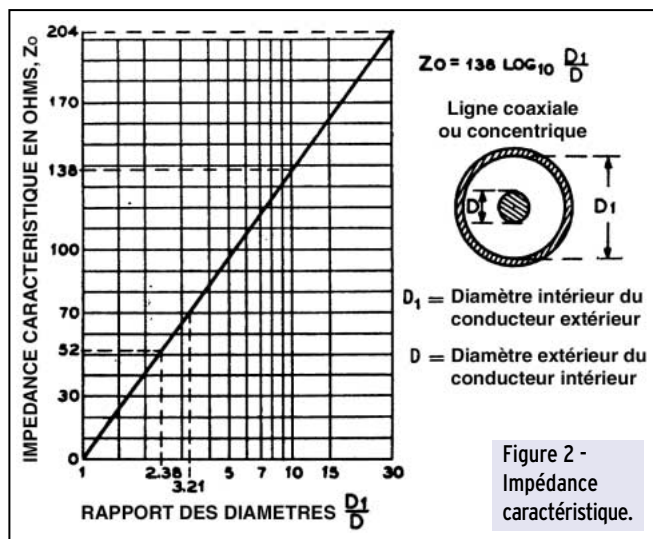 IMPEDANCE CARACTERISTIQUE EN OHMS, Zo
204
170
138
100
70
52
30
0
1
2.38
3.21
5
7
10
15
30
RAPPORT DES DIAMETRES D1/D
Zo = 138 LOG10 D1/D
Ligne coaxiale
ou concentrique
D
D1
D1 = Diamètre intérieur du
conducteur extérieur
D = Diamètre extérieur du
conducteur intérieur
Figure 2 -
Impédance
caractéristique.